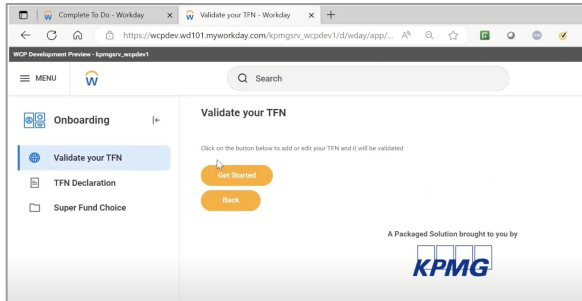 Complete To Do - Workday
Validate your TFN - Workday
https://wcpdev.wd101.myworkday.com/kpmgsrv_wcpdev1/d/wday/app/...
WCP Development Preview - kpmgsrv_wcpdev1
MENU
Search
Onboarding
Validate your TFN
TFN Declaration
Super Fund Choice
Validate your TFN
Click on the button below to add or edit your TFN and it will be validated
Get Started
Back
A Packaged Solution brought to you by
KPMG